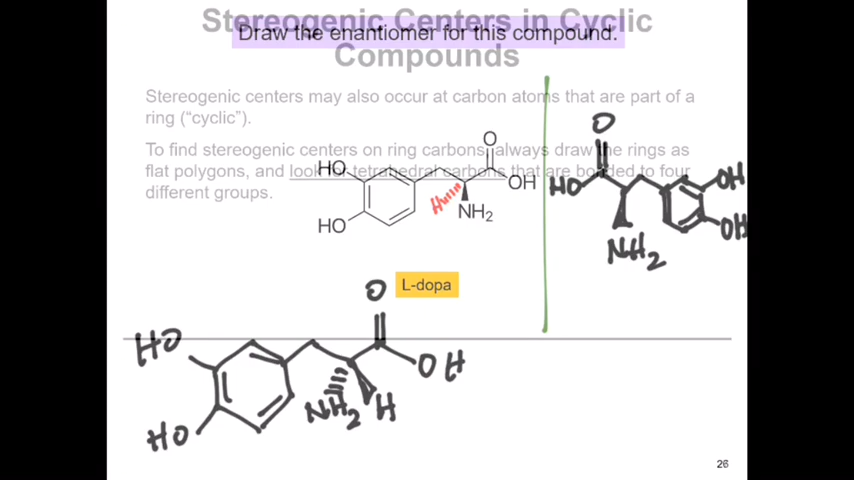 Stereogenic Centers in Cyclic
Draw the enantiomer for this compound.
Compounds
Stereogenic centers may also occur at carbon atoms that are part of a
ring ("cyclic").
To find stereogenic centers on ring carbons, always draw the rings as
flat polygons, and look for tetrahedral carbons that are bonded to four
different groups.
O
HO
OH
H
NH2
HO
O
HO
OH
OH
NH2
L-dopa
O
HO
OH
NH2
H
HO
26